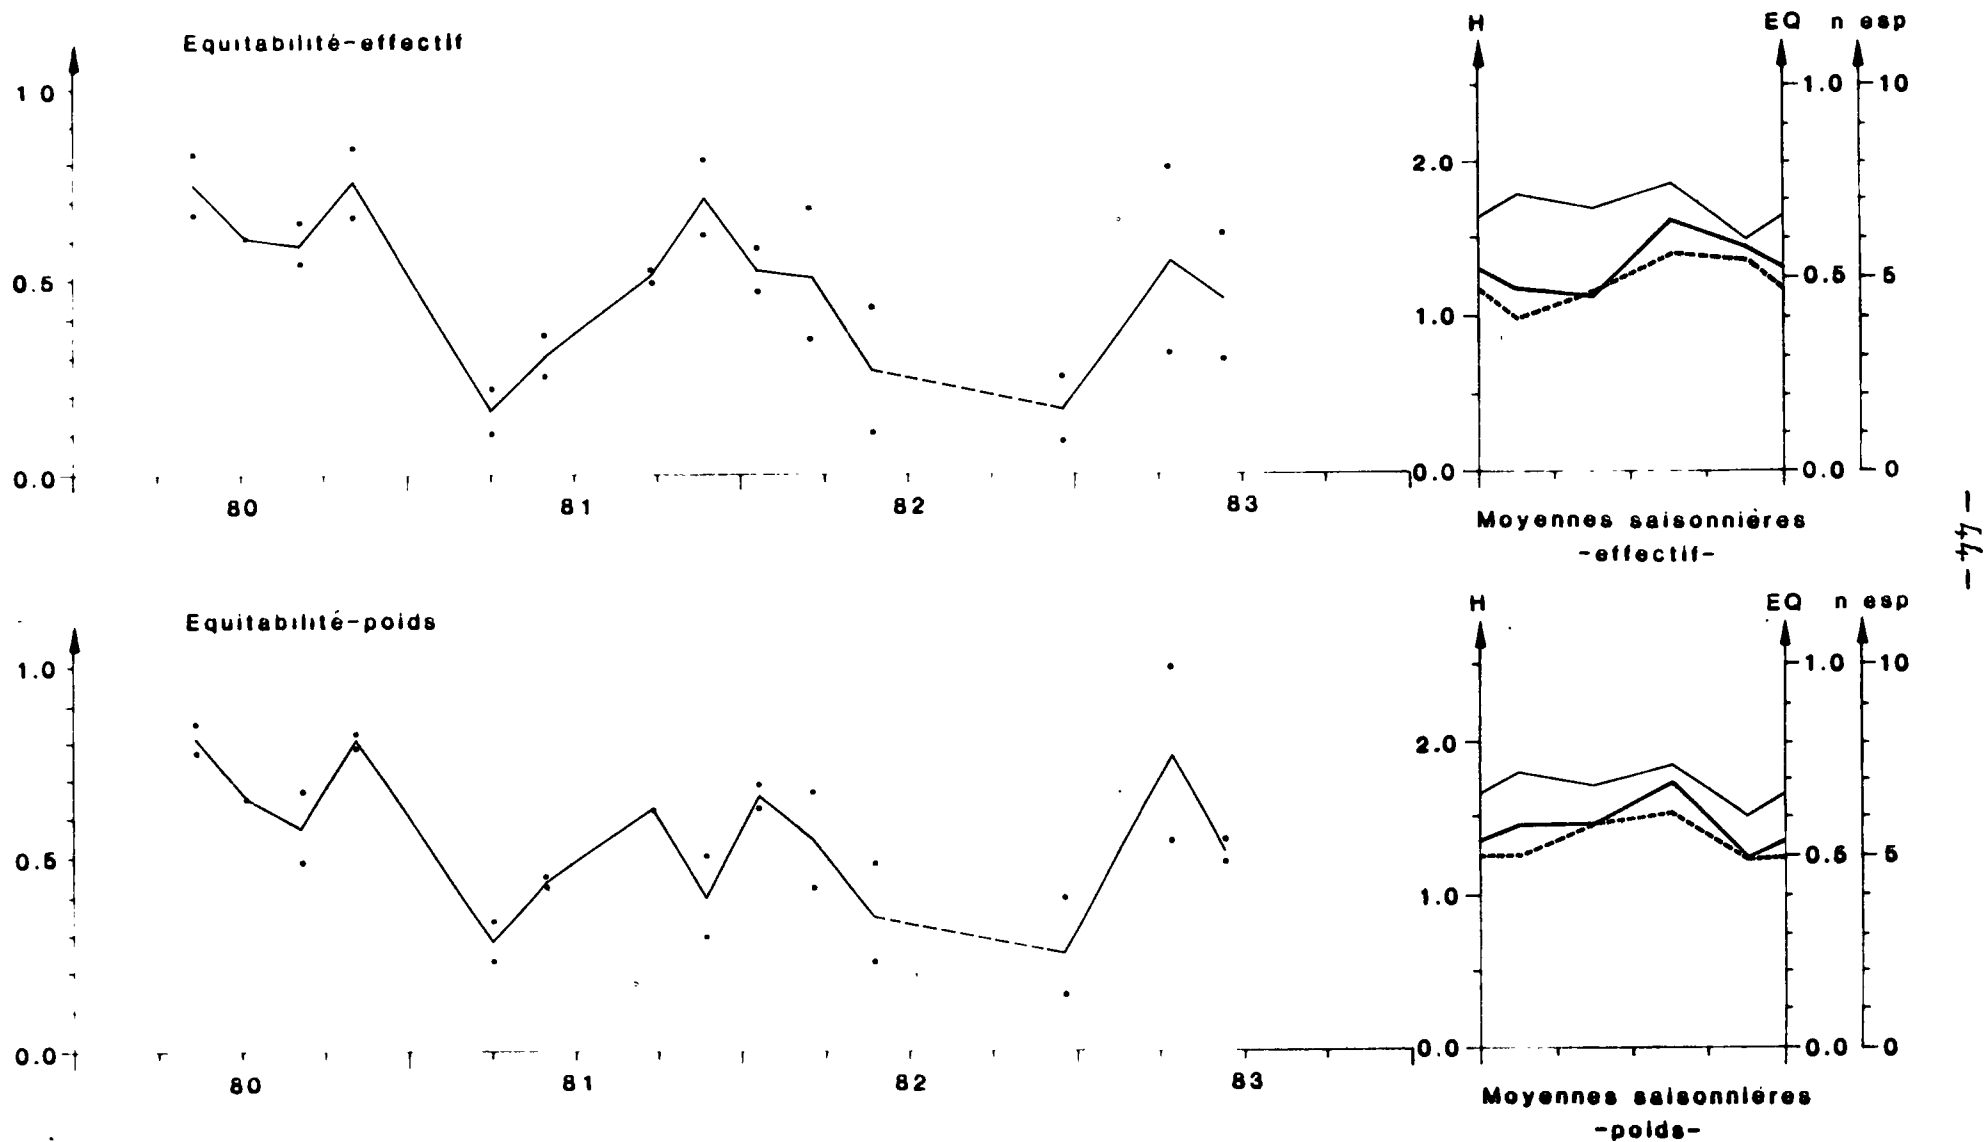 Equitabilité-effectif
1 0
0.5
0.0
80
81
82
83
H
EQ
n esp
2.0
1.0
0.0
1.0
0.5
0.0
10
5
0
Moyennes saisonnières
-effectif-
- 44 -
Equitabilité-poids
1.0
0.5
0.0
80
81
82
83
H
EQ
n esp
2.0
1.0
0.0
1.0
0.5
0.0
10
5
0
Moyennes saisonnières
-poids-